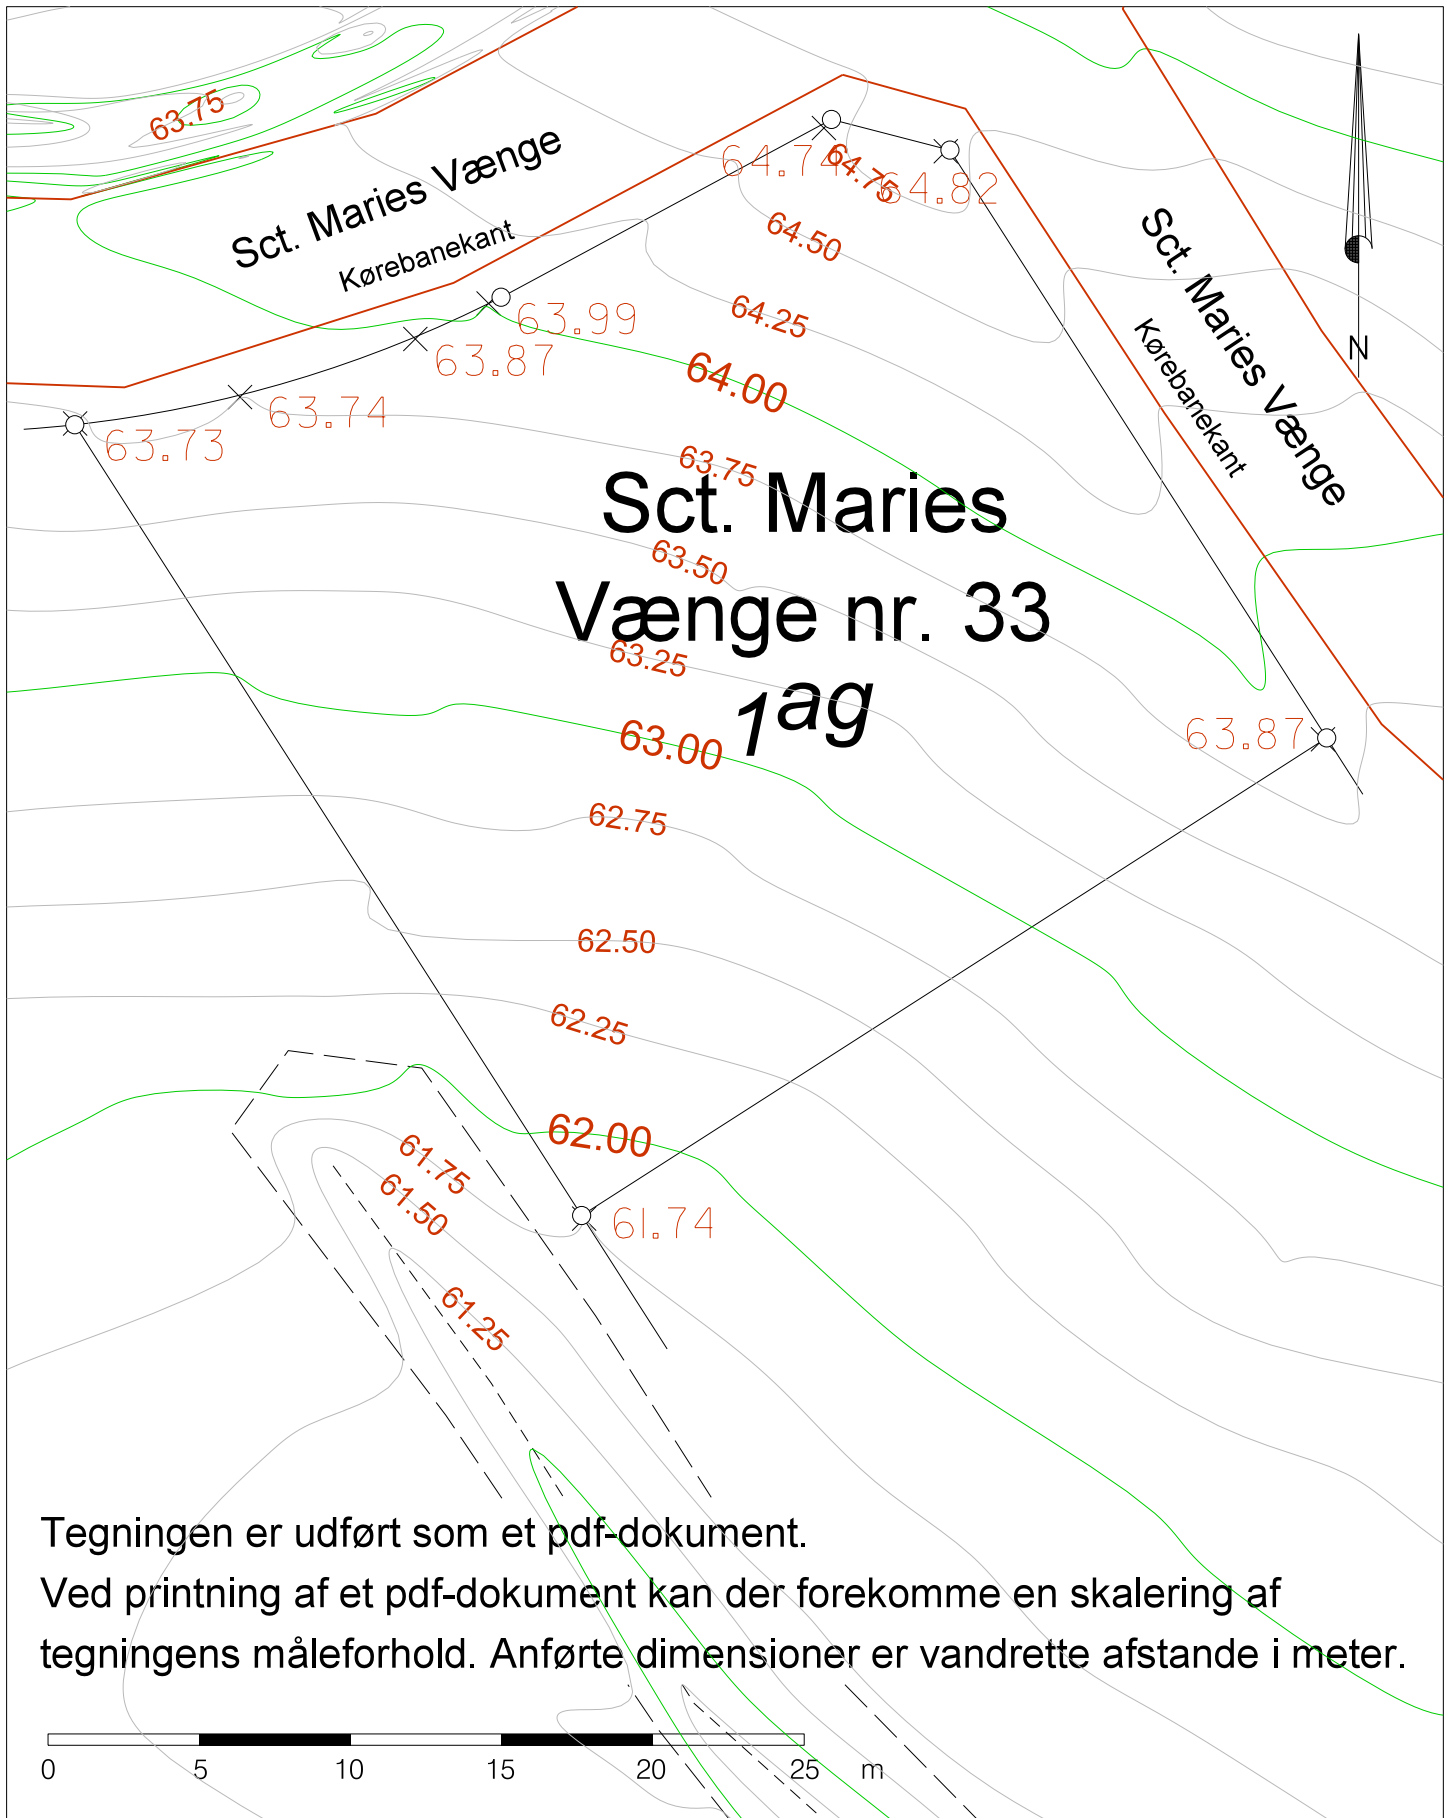 63.75
Sct. Maries Vænge
Kørebanekant
64.74
64.75
64.82
64.50
64.25
64.00
63.99
63.87
63.74
63.73
Sct. Maries Vænge
Kørebanekant
N
63.75
Sct. Maries
63.50
Vænge nr. 33
63.25
1ag
63.00
63.87
62.75
62.50
62.25
62.00
61.75
61.50
61.74
61.25
Tegningen er udført som et pdf-dokument.
Ved printning af et pdf-dokument kan der forekomme en skalering af
tegningens måleforhold. Anførte dimensioner er vandrette afstande i meter.
0 5 10 15 20 25 m